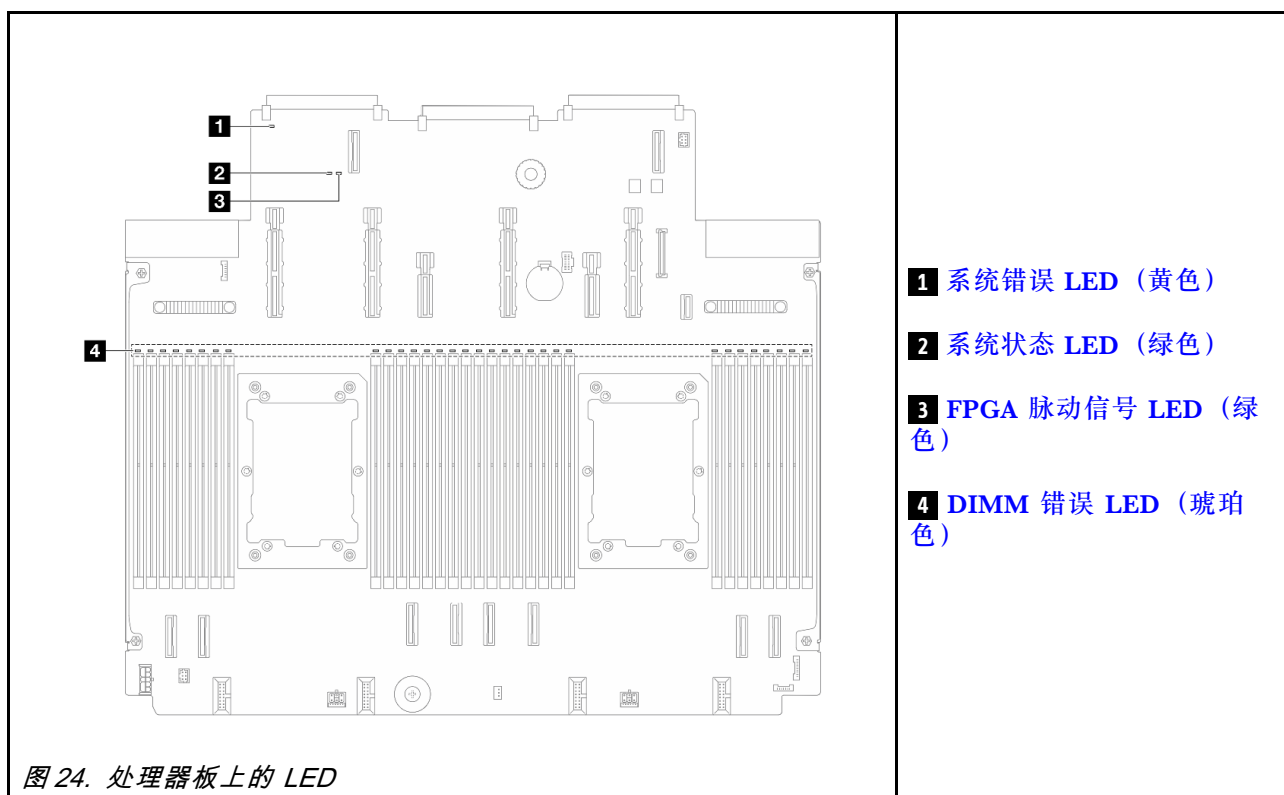 1
2
3
4
图 24. 处理器板上的 LED
1 系统错误 LED（黄色）
2 系统状态 LED（绿色）
3 FPGA 脉动信号 LED（绿
色）
4 DIMM 错误 LED（琥珀
色）